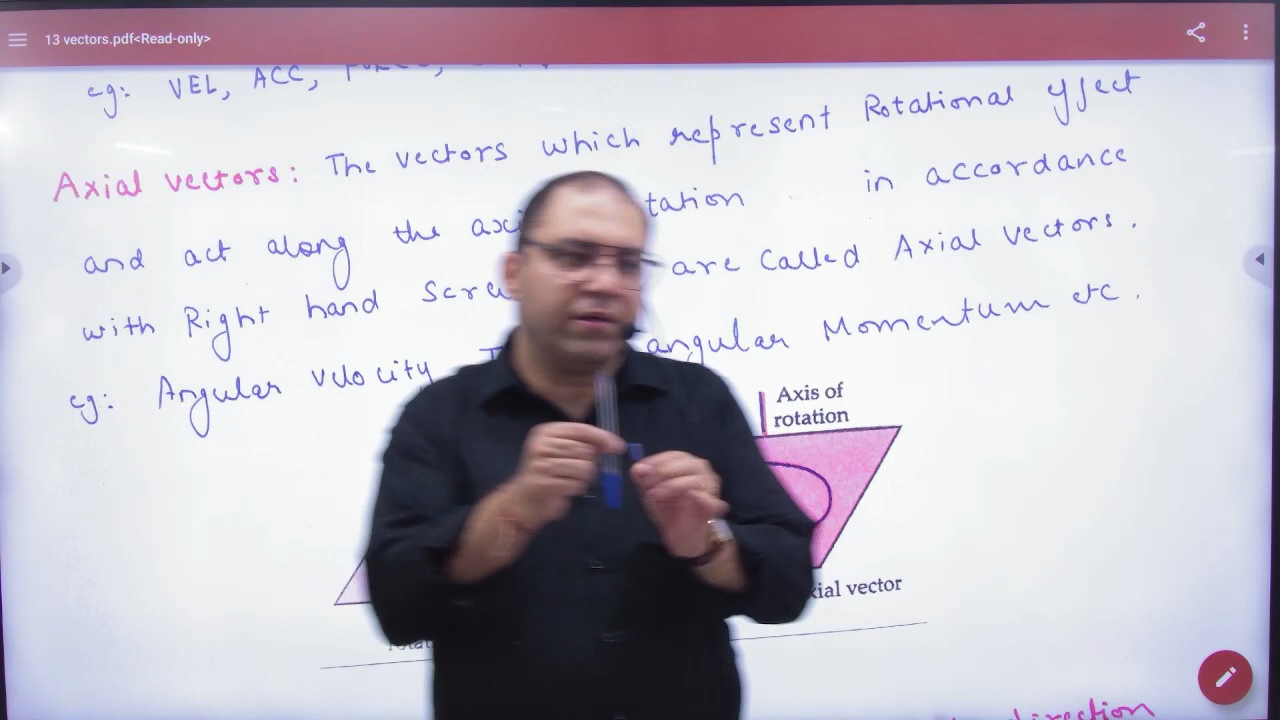 13 vectors.pdf<Read-only>
eg: VEL, ACC,
Axial vectors: The vectors which represent Rotational effect
and act along the in accordance
with Right hand are called Axial vectors.
eg: Angular velocity angular Momentum etc.
Axis of
rotation
vector
direction